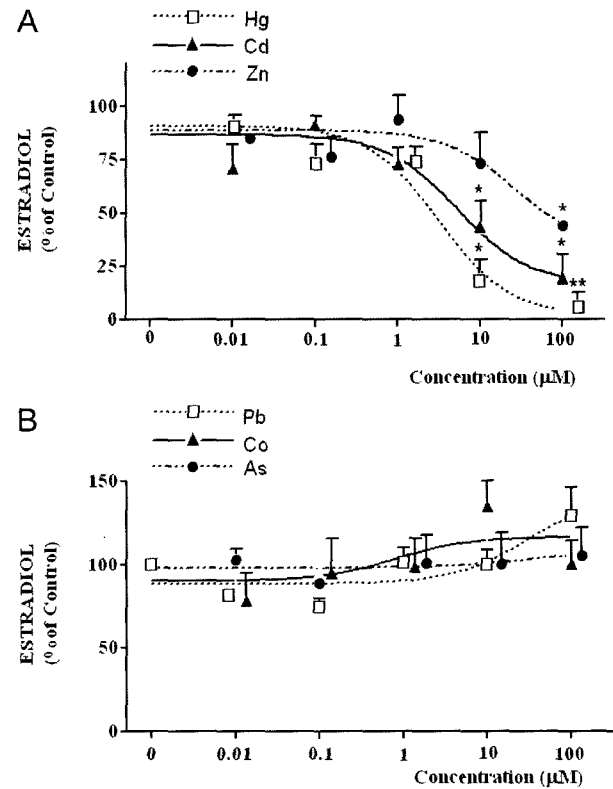 A
Hg
Cd
Zn
ESTRADIOL
(% of Control)
100
75
50
25
0
*
*
*
*
**
0
0.01
0.1
1
10
100
Concentration (µM)
B
Pb
Co
As
ESTRADIOL
(% of Control)
150
100
50
0
0
0.01
0.1
1
10
100
Concentration (µM)